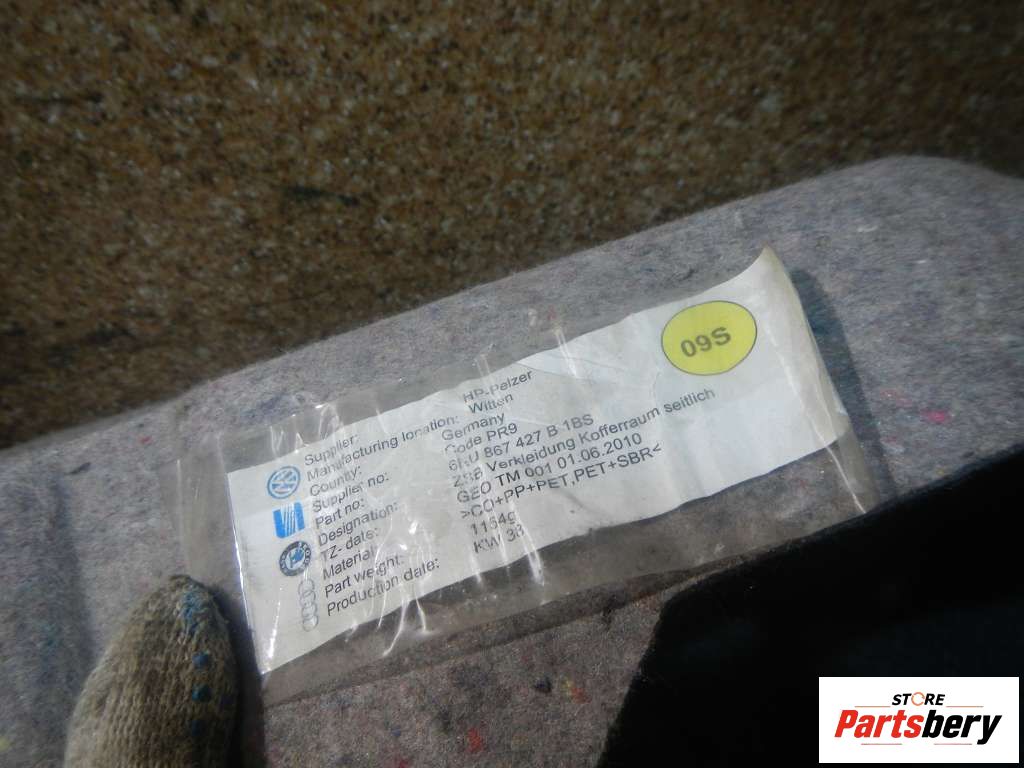 09S
Supplier: HP-Pelzer
Manufacturing location: Witten
Country: Germany
Supplier no: Code PR9
Part no: 6RU 867 427 B 1BS
Designation: ZSB Verkleidung Kofferraum seitlich
TZ- date: GEO TM 001 01.06.2010
Material: >CO+PP+PET,PET+SBR<
Part weight: 1154g
Production date: KW 38
STORE
Partsbery